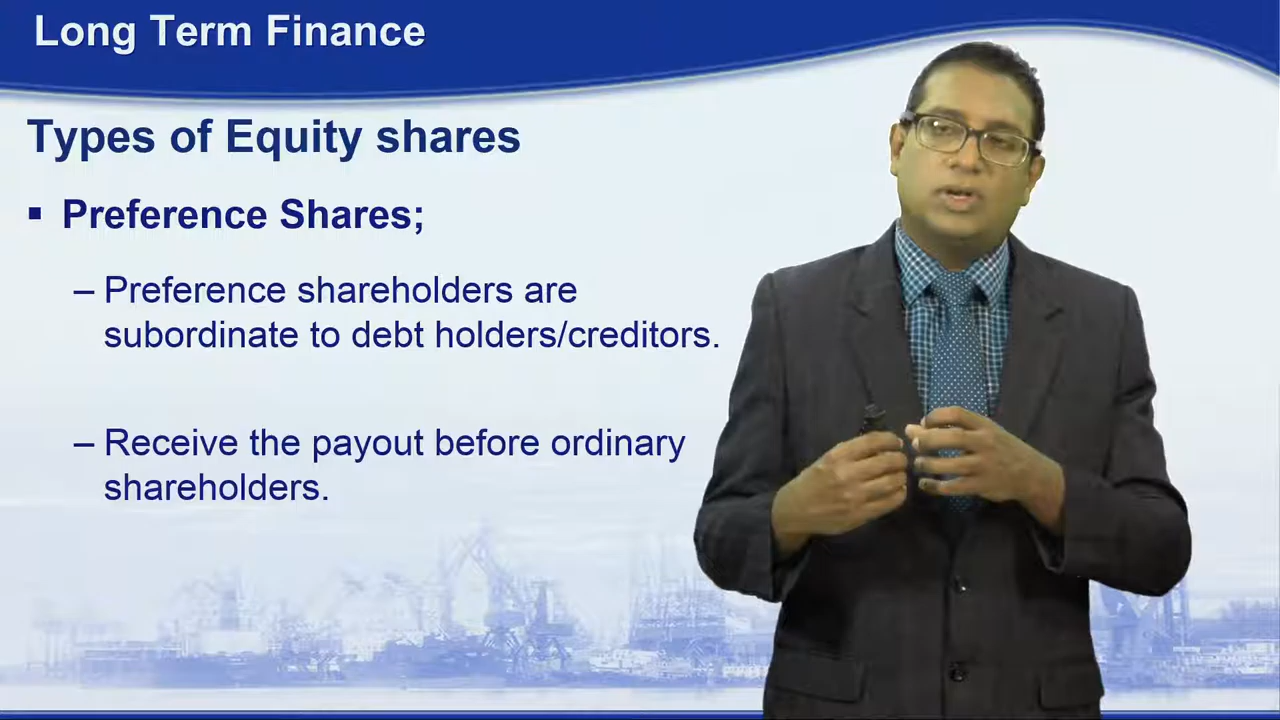 Long Term Finance
Types of Equity shares
▪ Preference Shares;
– Preference shareholders are
subordinate to debt holders/creditors.
– Receive the payout before ordinary
shareholders.